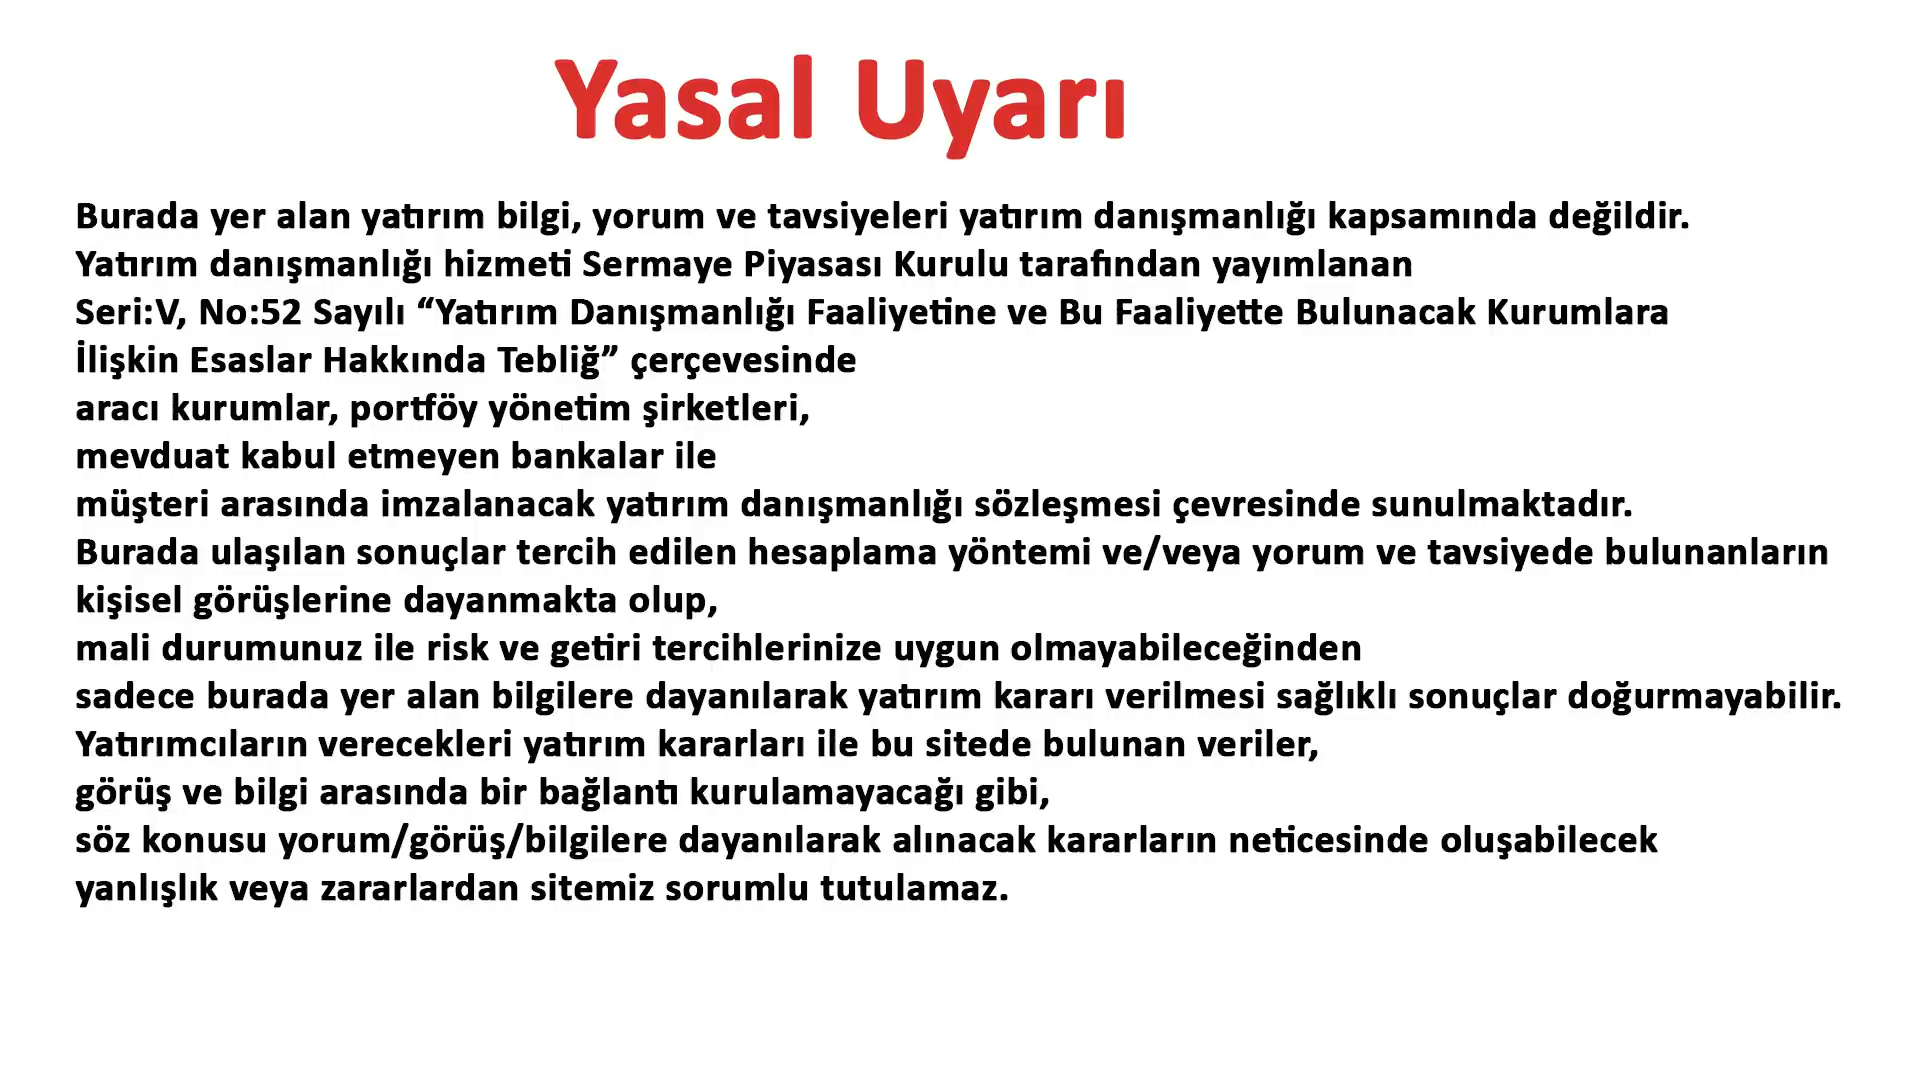 Yasal Uyarı
Burada yer alan yatırım bilgi, yorum ve tavsiyeleri yatırım danışmanlığı kapsamında değildir.
Yatırım danışmanlığı hizmeti Sermaye Piyasası Kurulu tarafından yayımlanan
Seri:V, No:52 Sayılı “Yatırım Danışmanlığı Faaliyetine ve Bu Faaliyette Bulunacak Kurumlara
İlişkin Esaslar Hakkında Tebliğ” çerçevesinde
aracı kurumlar, portföy yönetim şirketleri,
mevduat kabul etmeyen bankalar ile
müşteri arasında imzalanacak yatırım danışmanlığı sözleşmesi çevresinde sunulmaktadır.
Burada ulaşılan sonuçlar tercih edilen hesaplama yöntemi ve/veya yorum ve tavsiyede bulunanların
kişisel görüşlerine dayanmakta olup,
mali durumunuz ile risk ve getiri tercihlerinize uygun olmayabileceğinden
sadece burada yer alan bilgilere dayanılarak yatırım kararı verilmesi sağlıklı sonuçlar doğurmayabilir.
Yatırımcıların verecekleri yatırım kararları ile bu sitede bulunan veriler,
görüş ve bilgi arasında bir bağlantı kurulamayacağı gibi,
söz konusu yorum/görüş/bilgilere dayanılarak alınacak kararların neticesinde oluşabilecek
yanlışlık veya zararlardan sitemiz sorumlu tutulamaz.